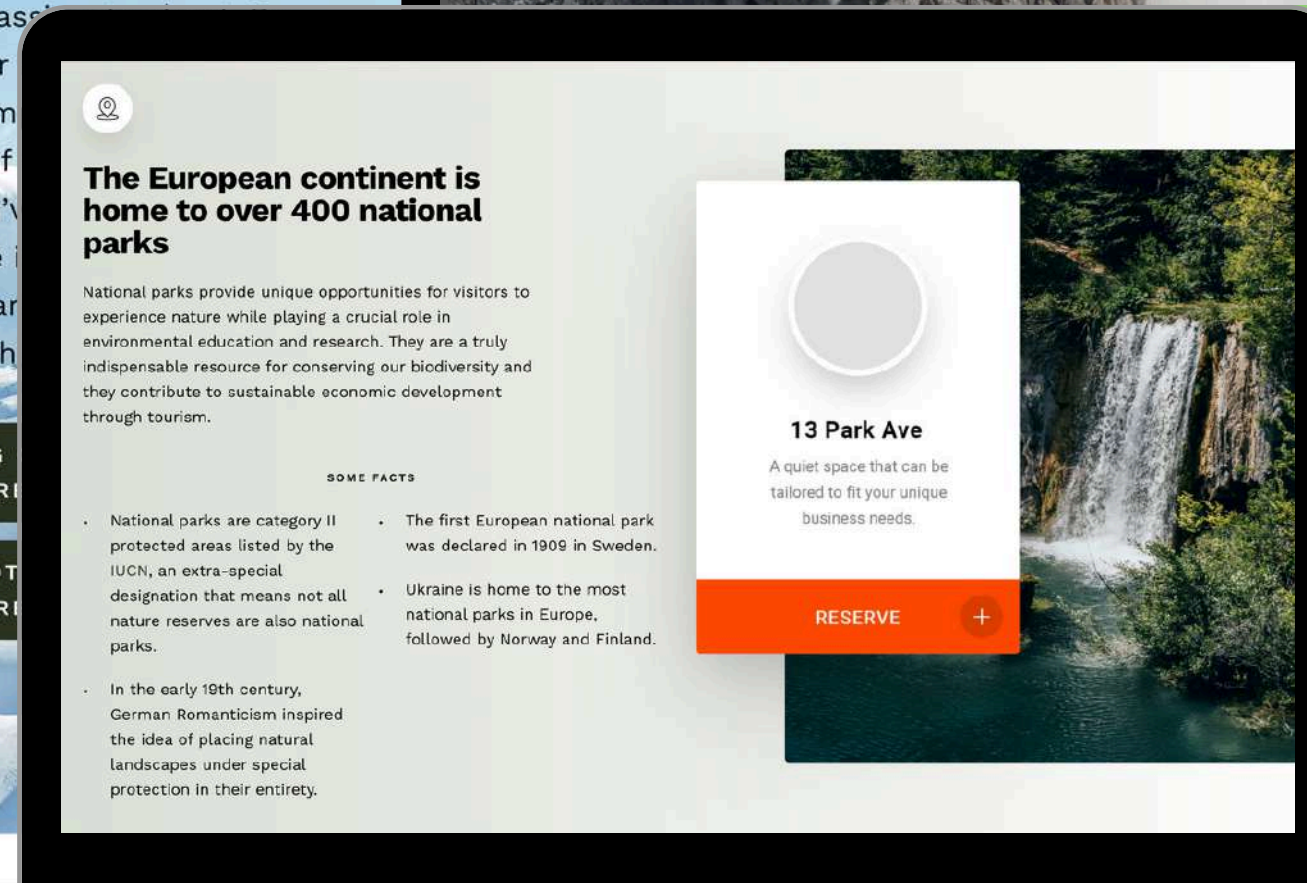 The European continent is
home to over 400 national
parks
National parks provide unique opportunities for visitors to
experience nature while playing a crucial role in
environmental education and research. They are a truly
indispensable resource for conserving our biodiversity and
they contribute to sustainable economic development
through tourism.
SOME FACTS
· National parks are category II
protected areas listed by the
IUCN, an extra-special
designation that means not all
nature reserves are also national
parks.
· In the early 19th century,
German Romanticism inspired
the idea of placing natural
landscapes under special
protection in their entirety.
· The first European national park
was declared in 1909 in Sweden.
· Ukraine is home to the most
national parks in Europe,
followed by Norway and Finland.
13 Park Ave
A quiet space that can be
tailored to fit your unique
business needs.
RESERVE +